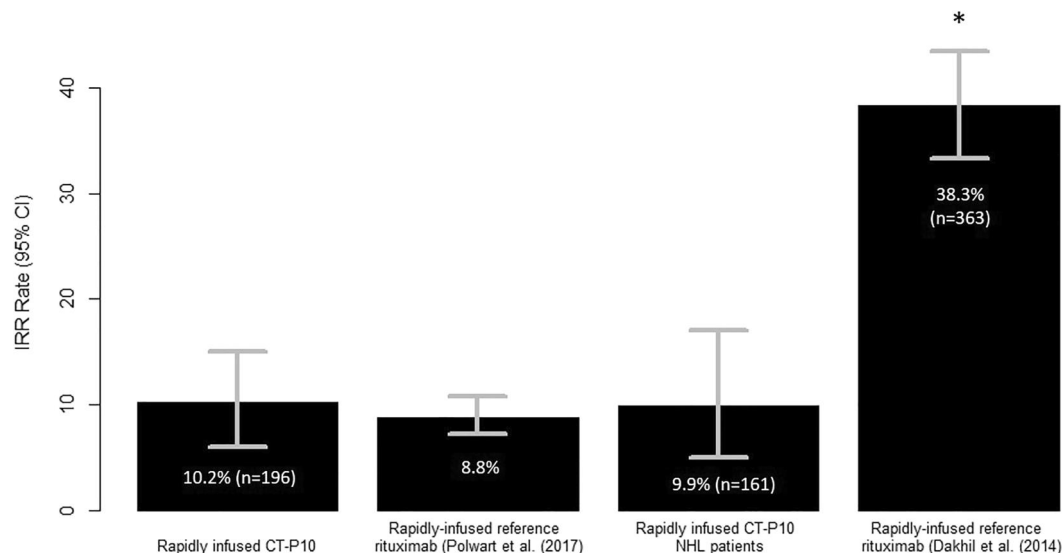 *
IRR Rate (95% CI)
40
30
20
10
0
10.2% (n=196)
8.8%
9.9% (n=161)
38.3%
(n=363)
Rapidly infused CT-P10
Rapidly-infused reference
rituximab (Polwart et al. (2017)
Rapidly infused CT-P10
NHL patients
Rapidly-infused reference
rituximab (Dakhil et al. (2014)